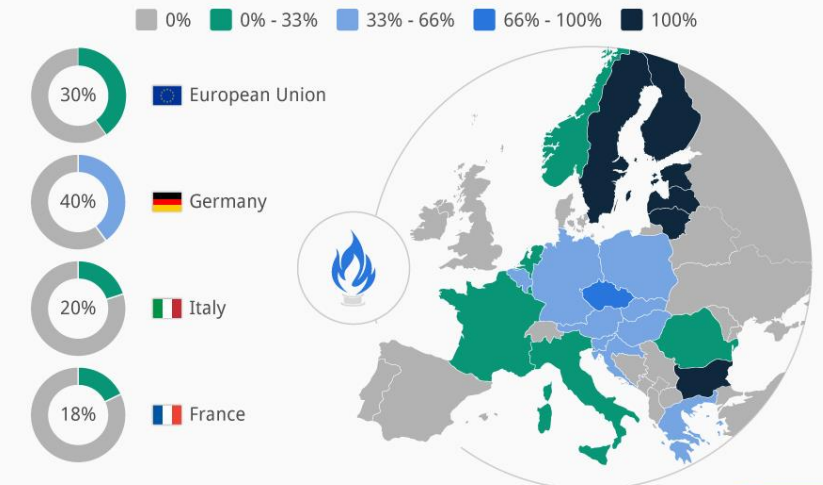 0% 0% - 33% 33% - 66% 66% - 100% 100%
30% European Union
40% Germany
20% Italy
18% France